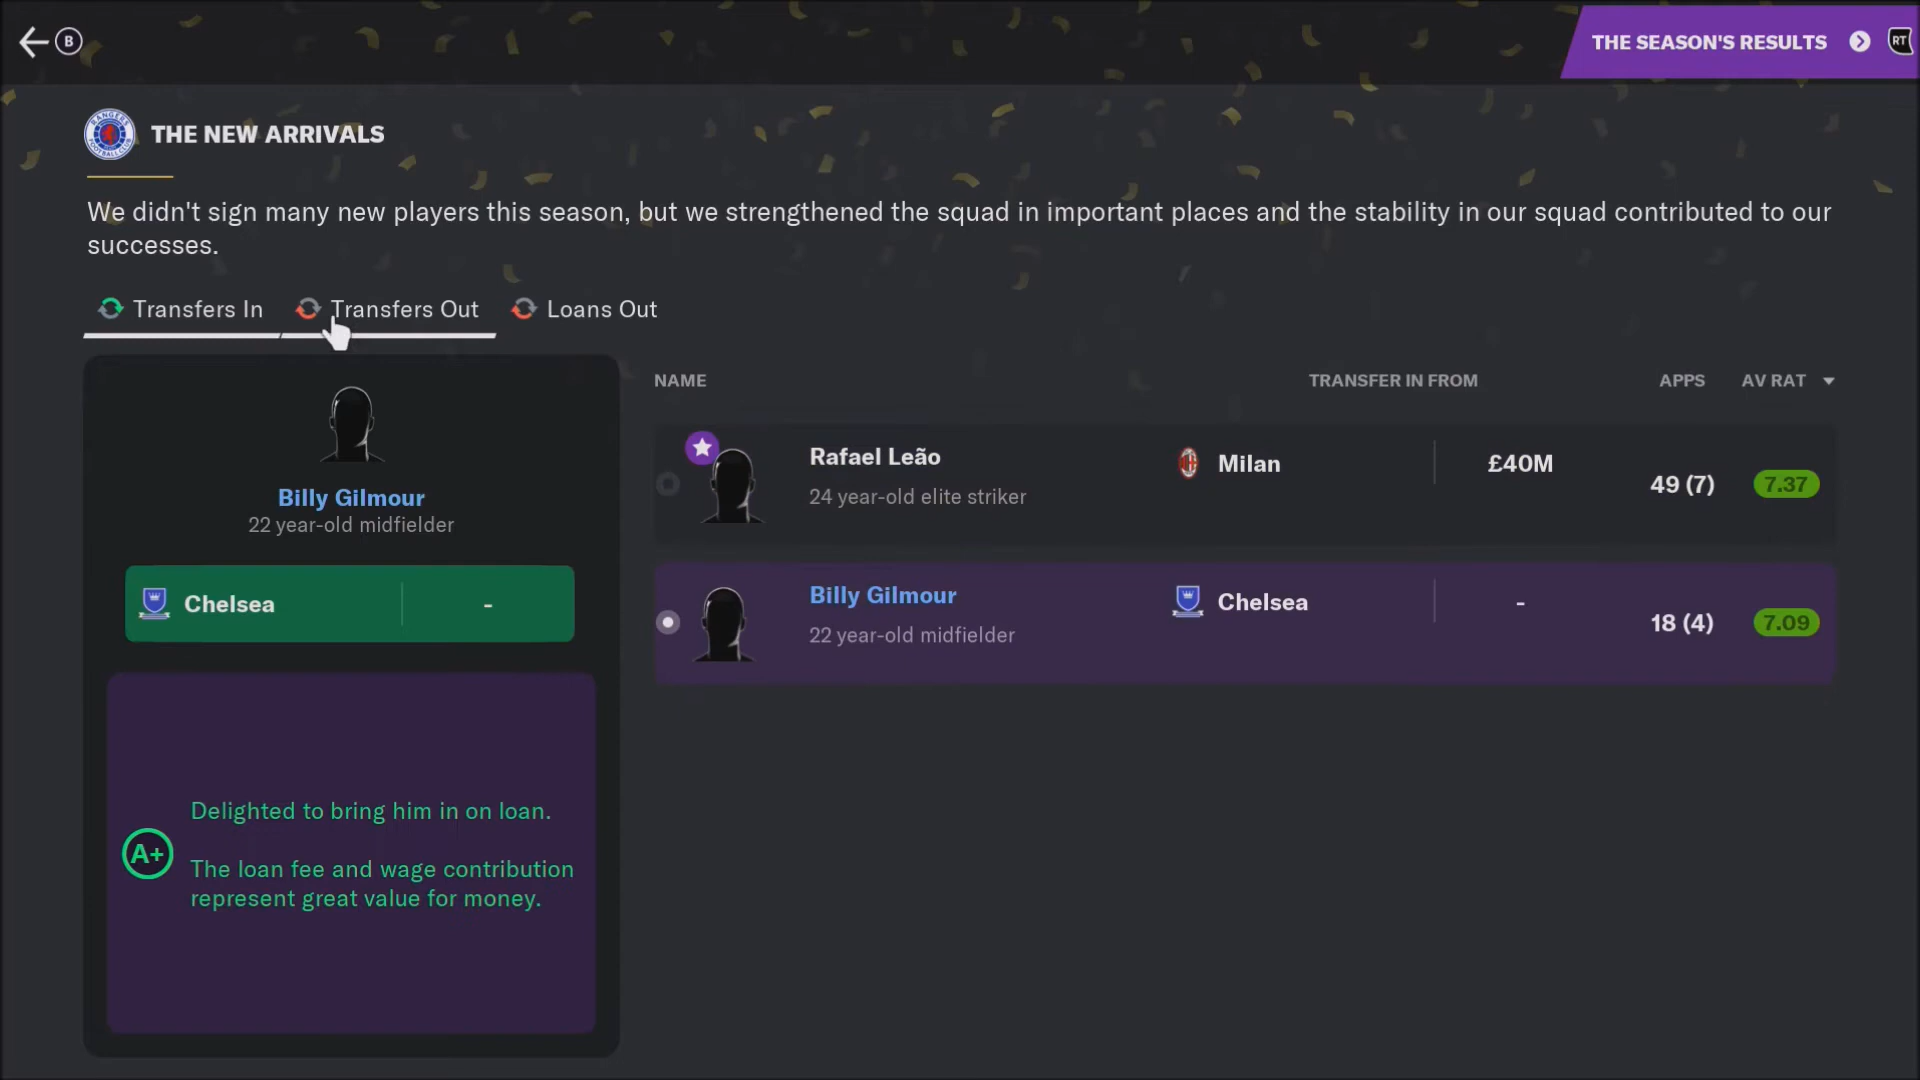 B
THE SEASON'S RESULTS
RT
RANGERS
FOOTBALL CLUB
THE NEW ARRIVALS
We didn't sign many new players this season, but we strengthened the squad in important places and the stability in our squad contributed to our
successes.
Transfers In
Transfers Out
Loans Out
NAME
TRANSFER IN FROM
APPS
AV RAT
Billy Gilmour
22 year-old midfielder
Chelsea
-
A+
Delighted to bring him in on loan.
The loan fee and wage contribution
represent great value for money.
Rafael Leão
24 year-old elite striker
Milan
£40M
49 (7)
7.37
Billy Gilmour
22 year-old midfielder
Chelsea
-
18 (4)
7.09